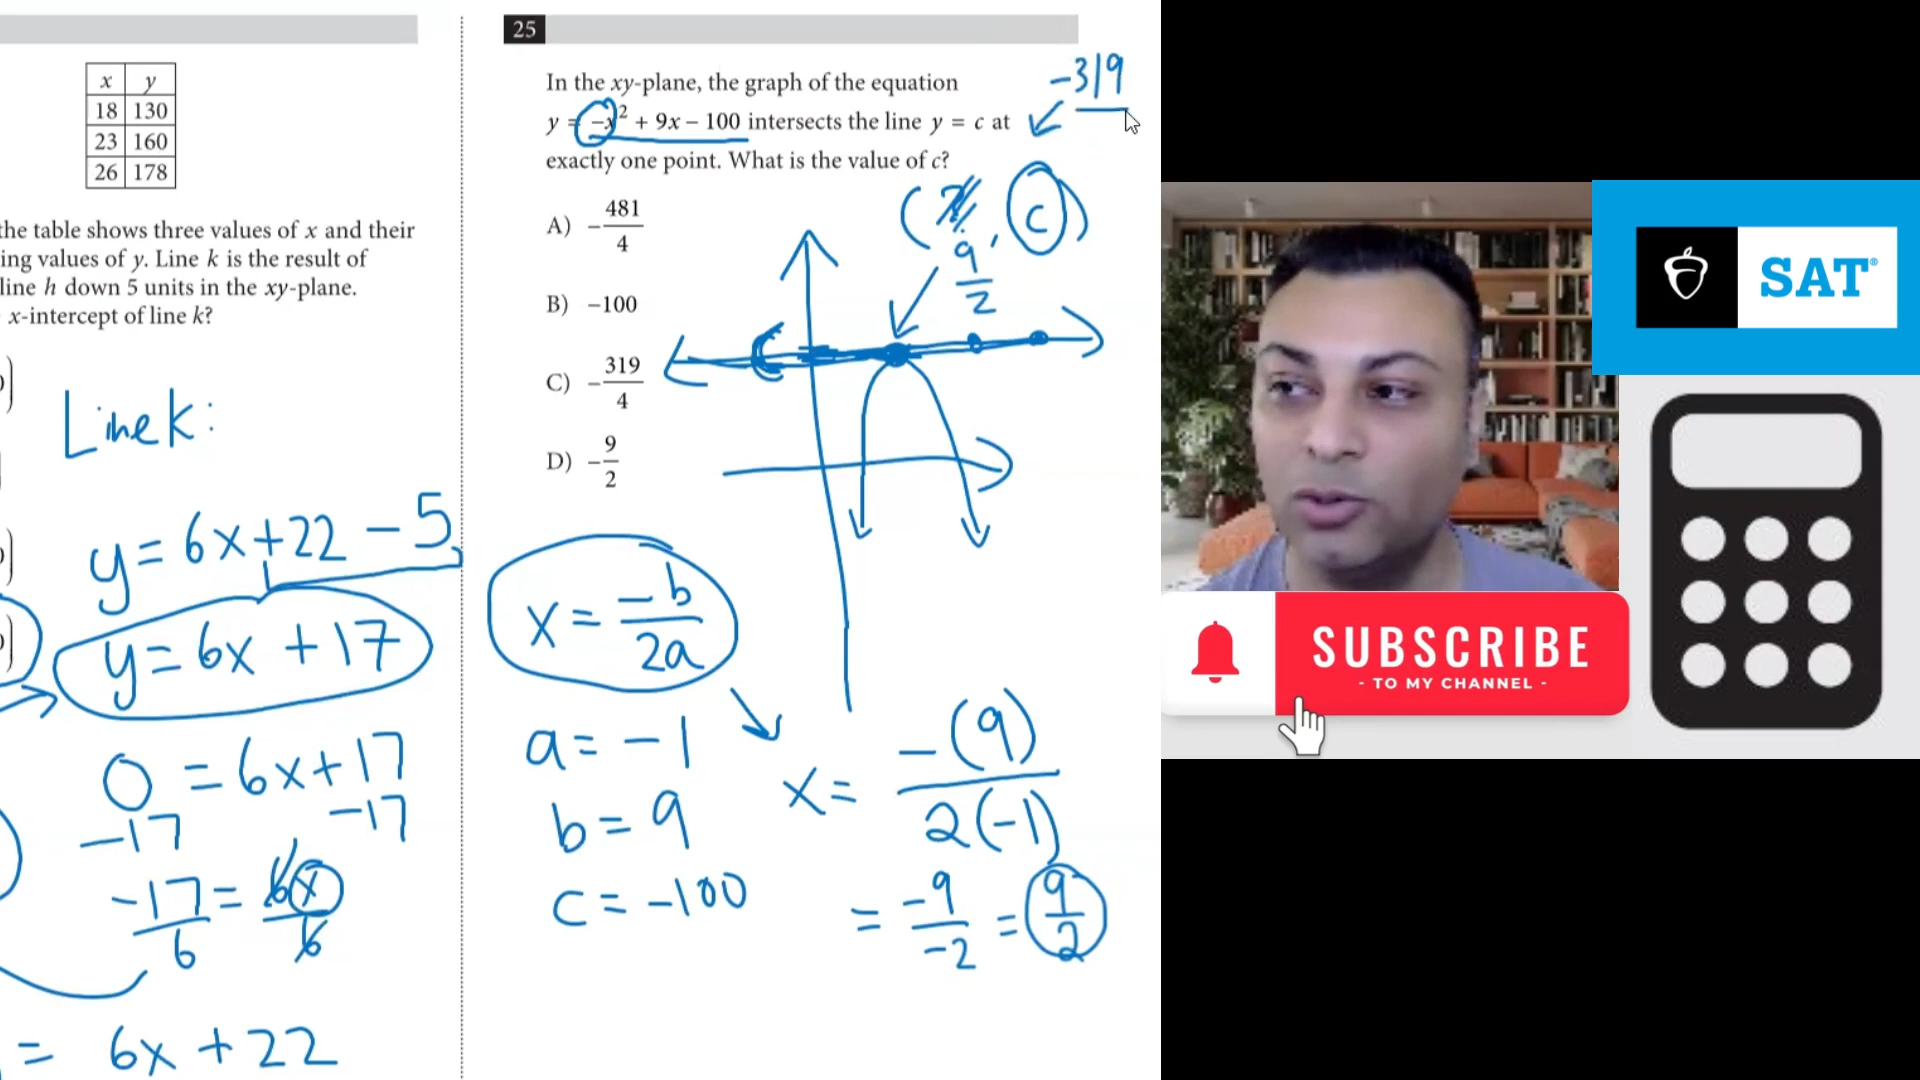 x y
18 130
23 160
26 178
the table shows three values of x and their
ing values of y. Line k is the result of
line h down 5 units in the xy-plane.
x-intercept of line k?
Line k:
y = 6x + 22 - 5
y = 6x + 17
0 = 6x + 17
-17 -17
-17/6 = 6x/6
= 6x + 22
25
In the xy-plane, the graph of the equation
y = -x² + 9x – 100 intersects the line y = c at
exactly one point. What is the value of c?
-319
A) -481/4
B) -100
C) -319/4
D) -9/2
(x, c)
9/2
x = -b/2a
a = -1
b = 9
c = -100
x = -(9)/2(-1)
= -9/-2 = 9/2
SAT®
SUBSCRIBE
- TO MY CHANNEL -